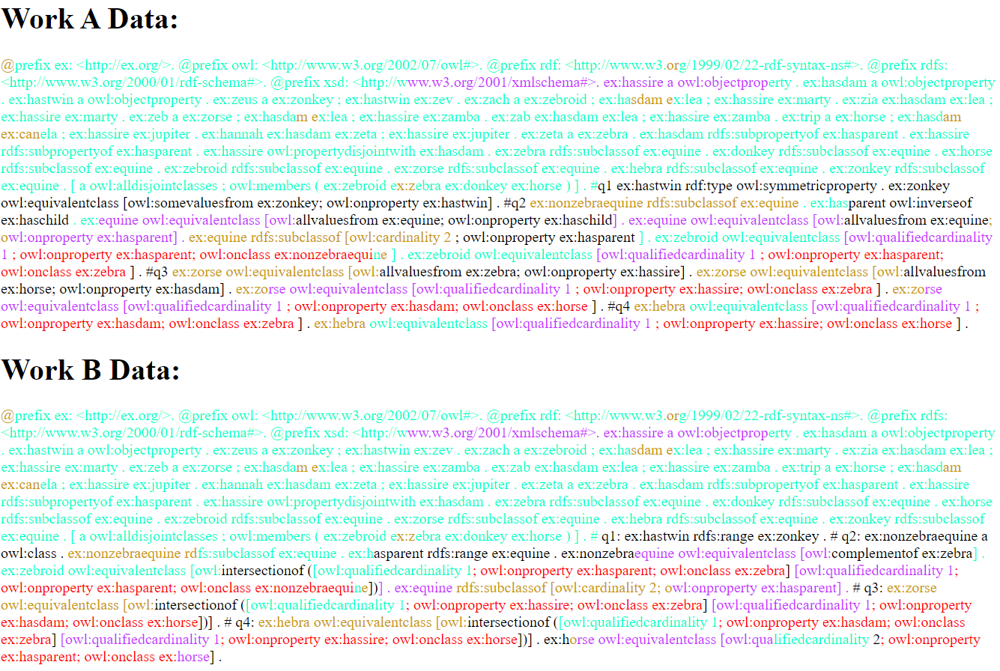 Work A Data:
@prefix ex: <http://ex.org/>. @prefix owl: <http://www.w3.org/2002/07/owl#>. @prefix rdf: <http://www.w3.org/1999/02/22-rdf-syntax-ns#>. @prefix rdfs:
<http://www.w3.org/2000/01/rdf-schema#>. @prefix xsd: <http://www.w3.org/2001/xmlschema#>. ex:hassire a owl:objectproperty . ex:hasdam a owl:objectproperty
. ex:hastwin a owl:objectproperty . ex:zeus a ex:zonkey ; ex:hastwin ex:zev . ex:zach a ex:zebroid ; ex:hasdam ex:lea ; ex:hassire ex:marty . ex:zia ex:hasdam ex:lea ;
ex:hassire ex:marty . ex:zeb a ex:zorse ; ex:hasdam ex:lea ; ex:hassire ex:zamba . ex:zab ex:hasdam ex:lea ; ex:hassire ex:zamba . ex:trip a ex:horse ; ex:hasdam
ex:canela ; ex:hassire ex:jupiter . ex:hannah ex:hasdam ex:zeta ; ex:hassire ex:jupiter . ex:zeta a ex:zebra . ex:hasdam rdfs:subpropertyof ex:hasparent . ex:hassire
rdfs:subpropertyof ex:hasparent . ex:hassire owl:propertydisjointwith ex:hasdam . ex:zebra rdfs:subclassof ex:equine . ex:donkey rdfs:subclassof ex:equine . ex:horse
rdfs:subclassof ex:equine . ex:zebroid rdfs:subclassof ex:equine . ex:zorse rdfs:subclassof ex:equine . ex:hebra rdfs:subclassof ex:equine . ex:zonkey rdfs:subclassof
ex:equine . [ a owl:alldisjointclasses ; owl:members ( ex:zebroid ex:zebra ex:donkey ex:horse ) ] . #q1 ex:hastwin rdf:type owl:symmetricproperty . ex:zonkey
owl:equivalentclass [owl:somevaluesfrom ex:zonkey; owl:onproperty ex:hastwin] . #q2 ex:nonzebraequine rdfs:subclassof ex:equine . ex:hasparent owl:inverseof
ex:haschild . ex:equine owl:equivalentclass [owl:allvaluesfrom ex:equine; owl:onproperty ex:haschild] . ex:equine owl:equivalentclass [owl:allvaluesfrom ex:equine;
owl:onproperty ex:hasparent] . ex:equine rdfs:subclassof [owl:cardinality 2 ; owl:onproperty ex:hasparent ] . ex:zebroid owl:equivalentclass [owl:qualifiedcardinality
1 ; owl:onproperty ex:hasparent; owl:onclass ex:nonzebraequine ] . ex:zebroid owl:equivalentclass [owl:qualifiedcardinality 1 ; owl:onproperty ex:hasparent;
owl:onclass ex:zebra ] . #q3 ex:zorse owl:equivalentclass [owl:allvaluesfrom ex:zebra; owl:onproperty ex:hassire] . ex:zorse owl:equivalentclass [owl:allvaluesfrom
ex:horse; owl:onproperty ex:hasdam] . ex:zorse owl:equivalentclass [owl:qualifiedcardinality 1 ; owl:onproperty ex:hassire; owl:onclass ex:zebra ] . ex:zorse
owl:equivalentclass [owl:qualifiedcardinality 1 ; owl:onproperty ex:hasdam; owl:onclass ex:horse ] . #q4 ex:hebra owl:equivalentclass [owl:qualifiedcardinality 1 ;
owl:onproperty ex:hasdam; owl:onclass ex:zebra ] . ex:hebra owl:equivalentclass [owl:qualifiedcardinality 1 ; owl:onproperty ex:hassire; owl:onclass ex:horse ] .
Work B Data:
@prefix ex: <http://ex.org/>. @prefix owl: <http://www.w3.org/2002/07/owl#>. @prefix rdf: <http://www.w3.org/1999/02/22-rdf-syntax-ns#>. @prefix rdfs:
<http://www.w3.org/2000/01/rdf-schema#>. @prefix xsd: <http://www.w3.org/2001/xmlschema#>. ex:hassire a owl:objectproperty . ex:hasdam a owl:objectproperty
. ex:hastwin a owl:objectproperty . ex:zeus a ex:zonkey ; ex:hastwin ex:zev . ex:zach a ex:zebroid ; ex:hasdam ex:lea ; ex:hassire ex:marty . ex:zia ex:hasdam ex:lea ;
ex:hassire ex:marty . ex:zeb a ex:zorse ; ex:hasdam ex:lea ; ex:hassire ex:zamba . ex:zab ex:hasdam ex:lea ; ex:hassire ex:zamba . ex:trip a ex:horse ; ex:hasdam
ex:canela ; ex:hassire ex:jupiter . ex:hannah ex:hasdam ex:zeta ; ex:hassire ex:jupiter . ex:zeta a ex:zebra . ex:hasdam rdfs:subpropertyof ex:hasparent . ex:hassire
rdfs:subpropertyof ex:hasparent . ex:hassire owl:propertydisjointwith ex:hasdam . ex:zebra rdfs:subclassof ex:equine . ex:donkey rdfs:subclassof ex:equine . ex:horse
rdfs:subclassof ex:equine . ex:zebroid rdfs:subclassof ex:equine . ex:zorse rdfs:subclassof ex:equine . ex:hebra rdfs:subclassof ex:equine . ex:zonkey rdfs:subclassof
ex:equine . [ a owl:alldisjointclasses ; owl:members ( ex:zebroid ex:zebra ex:donkey ex:horse ) ] . # q1: ex:hastwin rdfs:range ex:zonkey . # q2: ex:nonzebraequine a
owl:class . ex:nonzebraequine rdfs:subclassof ex:equine . ex:hasparent rdfs:range ex:equine . ex:nonzebraequine owl:equivalentclass [owl:complementof ex:zebra] .
ex:zebroid owl:equivalentclass [owl:intersectionof ([owl:qualifiedcardinality 1; owl:onproperty ex:hasparent; owl:onclass ex:zebra] [owl:qualifiedcardinality 1;
owl:onproperty ex:hasparent; owl:onclass ex:nonzebraequine])] . ex:equine rdfs:subclassof [owl:cardinality 2; owl:onproperty ex:hasparent] . # q3: ex:zorse
owl:equivalentclass [owl:intersectionof ([owl:qualifiedcardinality 1; owl:onproperty ex:hassire; owl:onclass ex:zebra] [owl:qualifiedcardinality 1; owl:onproperty
ex:hasdam; owl:onclass ex:horse])] . # q4: ex:hebra owl:equivalentclass [owl:intersectionof ([owl:qualifiedcardinality 1; owl:onproperty ex:hasdam; owl:onclass
ex:zebra] [owl:qualifiedcardinality 1; owl:onproperty ex:hassire; owl:onclass ex:horse])] . ex:horse owl:equivalentclass [owl:qualifiedcardinality 2; owl:onproperty
ex:hasparent; owl:onclass ex:horse] .